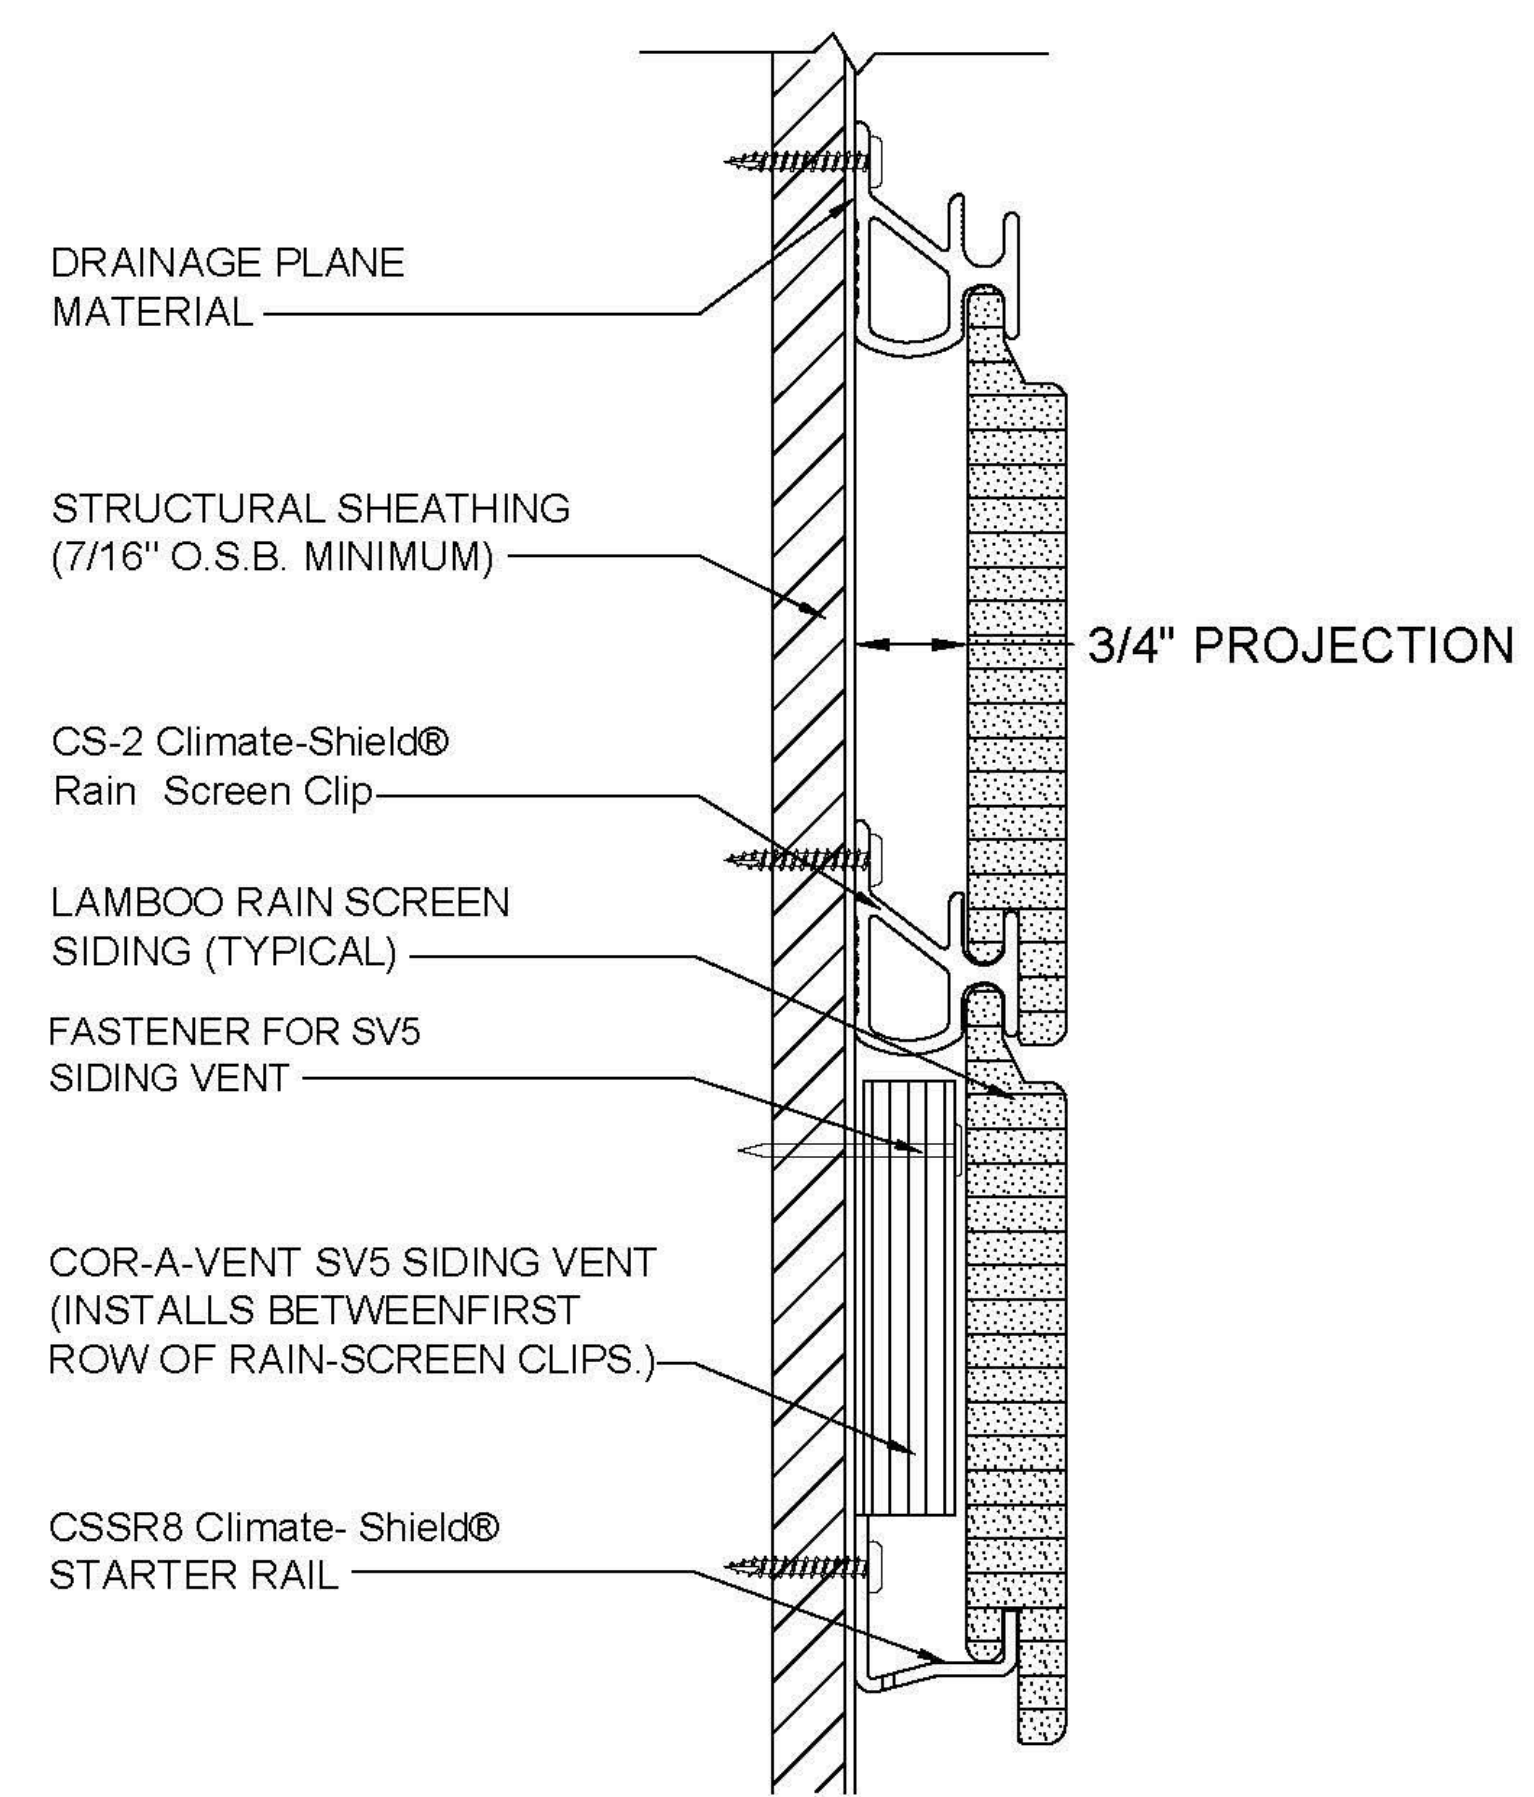 DRAINAGE PLANE
MATERIAL
STRUCTURAL SHEATHING
(7/16" O.S.B. MINIMUM)
3/4" PROJECTION
CS-2 Climate-Shield®
Rain Screen Clip
LAMBOO RAIN SCREEN
SIDING (TYPICAL)
FASTENER FOR SV5
SIDING VENT
COR-A-VENT SV5 SIDING VENT
(INSTALLS BETWEENFIRST
ROW OF RAIN-SCREEN CLIPS.)
CSSR8 Climate- Shield®
STARTER RAIL